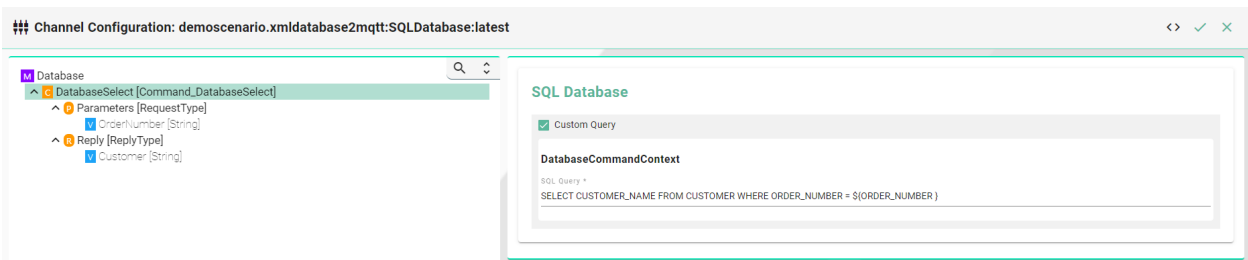 Channel Configuration: demoscenario.xmldatabase2mqtt:SQLDatabase:latest
M Database
C DatabaseSelect [Command_DatabaseSelect]
P Parameters [RequestType]
V OrderNumber [String]
R Reply [ReplyType]
V Customer [String]
SQL Database
Custom Query
DatabaseCommandContext
SQL Query *
SELECT CUSTOMER_NAME FROM CUSTOMER WHERE ORDER_NUMBER = ${ORDER_NUMBER }